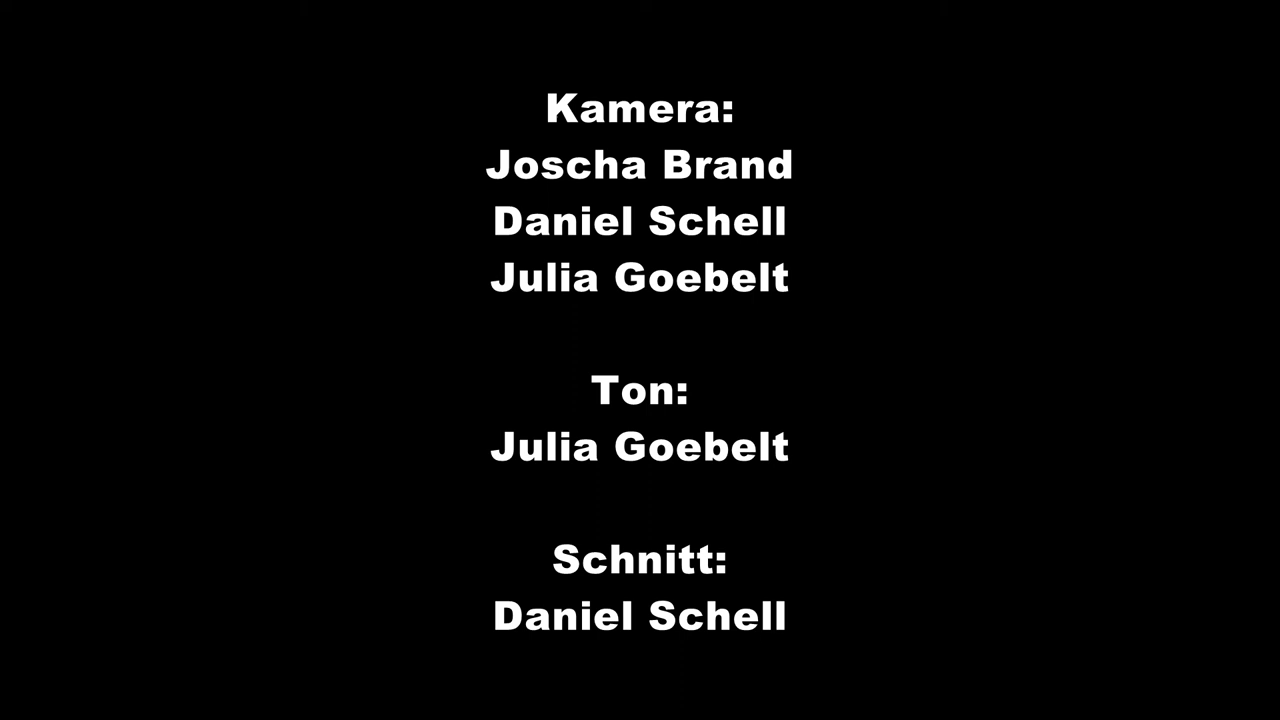 Kamera:
Joscha Brand
Daniel Schell
Julia Goebelt
Ton:
Julia Goebelt
Schnitt:
Daniel Schell